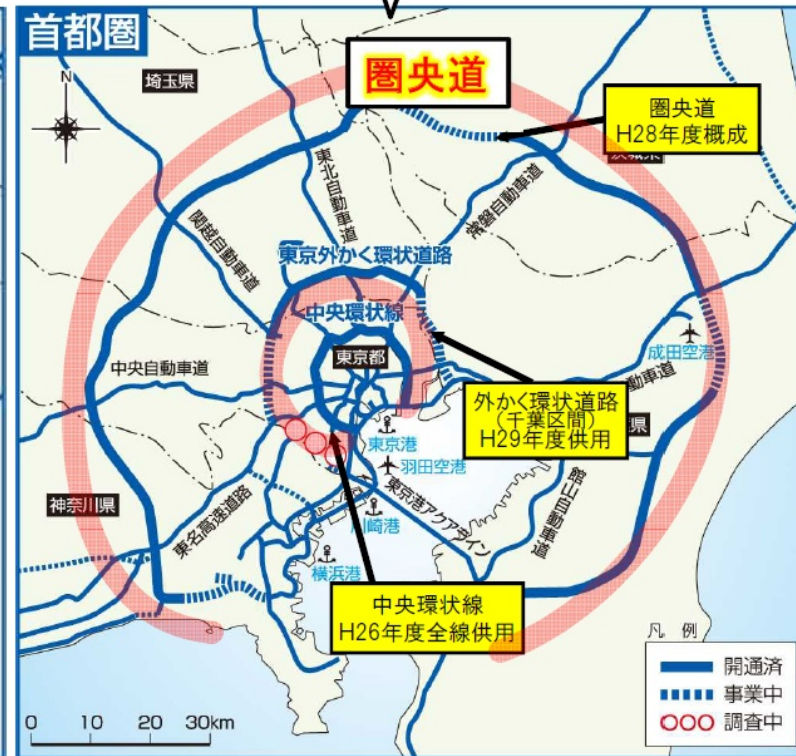 首都圏
圏央道
N
埼玉県
圏央道
H28年度概成
東北自動車道
常磐自動車道
関越自動車道
東京外かく環状道路
中央環状線
東京都
中央自動車道
成田空港
動車道
外かく環状道路
(千葉区間)
H29年度供用
県
東京港
羽田空港
東京港アクアライン
館山自動車道
神奈川県
東名高速道路
川崎港
横浜港
中央環状線
H26年度全線供用
凡 例
開通済
事業中
調査中
0 10 20 30km